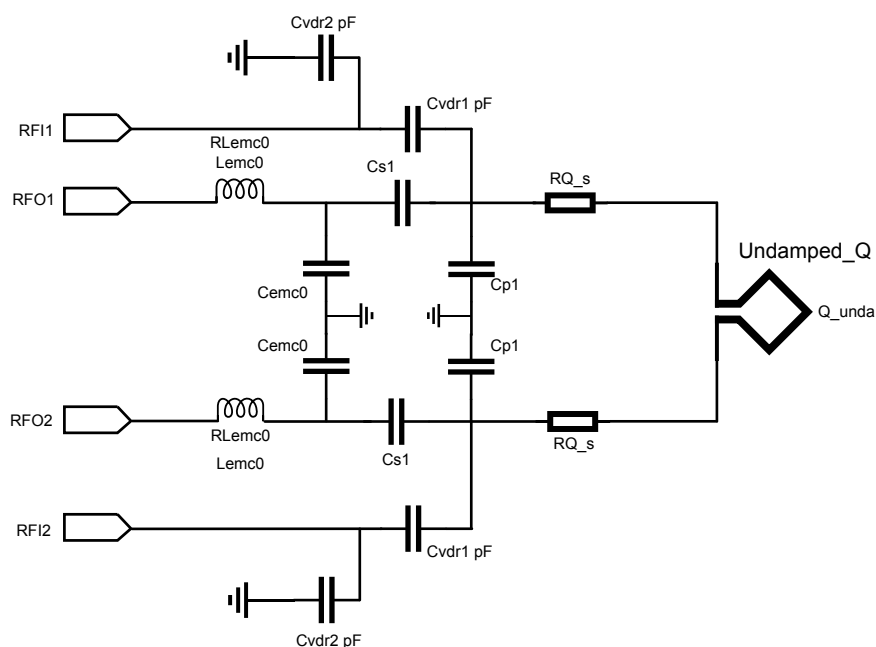 Cvdr2 pF
Cvdr1 pF
RFI1
RLemc0
Lemc0
Cs1
RQ_s
RFO1
Undamped_Q
Cemc0
Cp1
Q_unda
Cemc0
Cp1
RFO2
RLemc0
Cs1
RQ_s
Lemc0
RFI2
Cvdr1 pF
Cvdr2 pF